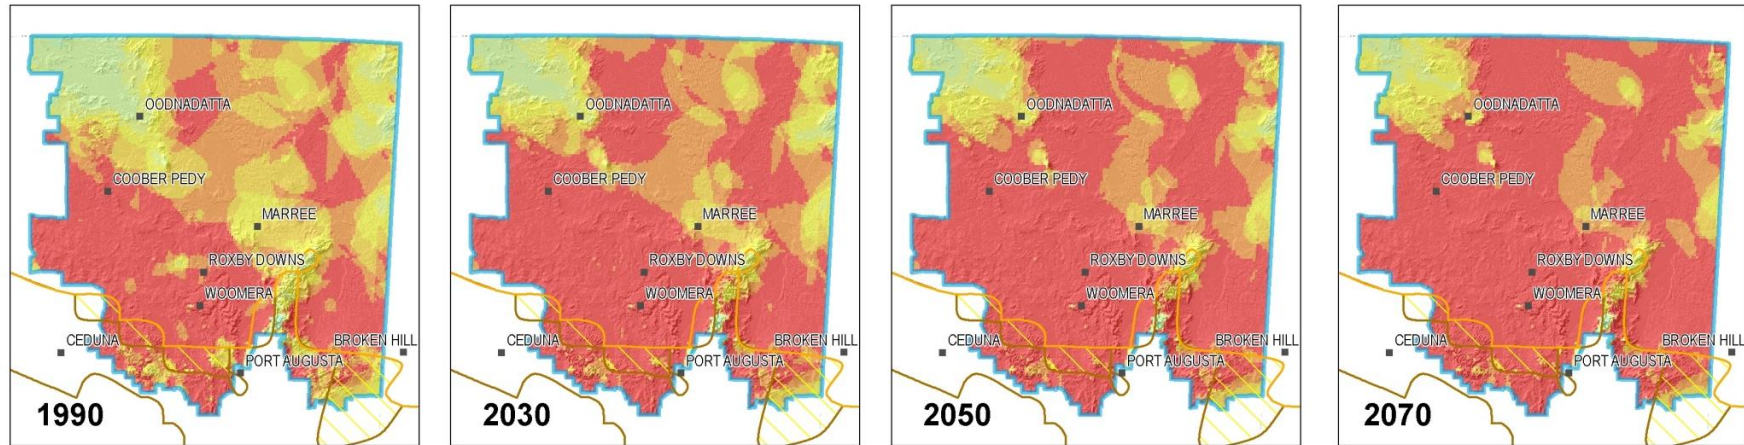 OODNADATTA
COOBER PEDY
MARREE
ROXBY DOWNS
WOOMERA
CEDUNA
BROKEN HILL
PORT AUGUSTA
1990
OODNADATTA
COOBER PEDY
MARREE
ROXBY DOWNS
WOOMERA
CEDUNA
BROKEN HILL
PORT AUGUSTA
2030
OODNADATTA
COOBER PEDY
MARREE
ROXBY DOWNS
WOOMERA
CEDUNA
BROKEN HILL
PORT AUGUSTA
2050
OODNADATTA
COOBER PEDY
MARREE
ROXBY DOWNS
WOOMERA
CEDUNA
BROKEN HILL
PORT AUGUSTA
2070